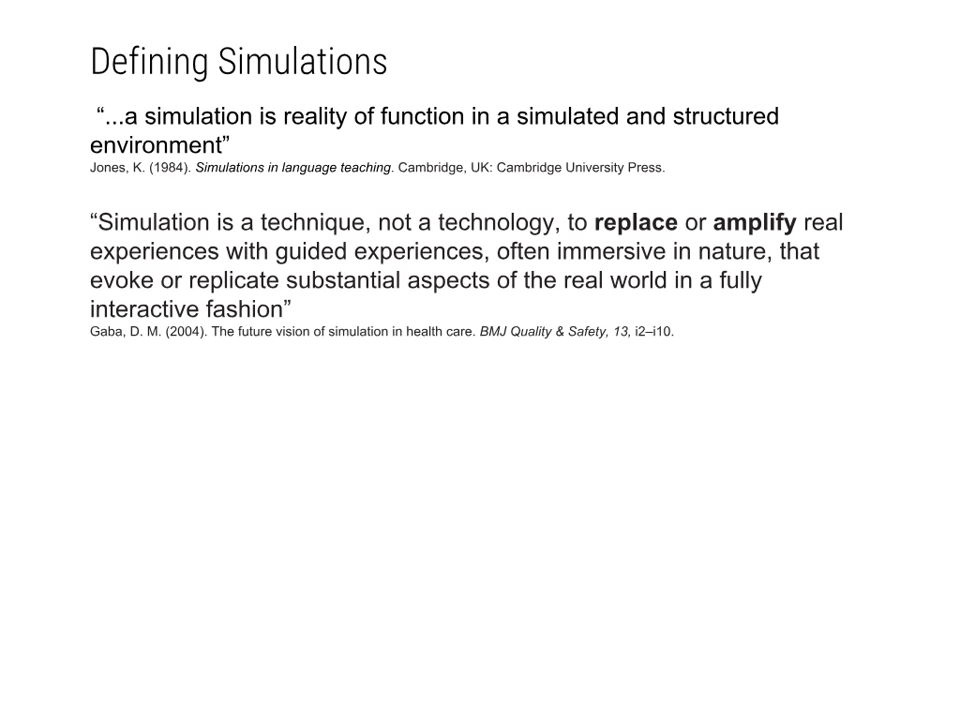 Defining Simulations
“...a simulation is reality of function in a simulated and structured
environment”
Jones, K. (1984). Simulations in language teaching. Cambridge, UK: Cambridge University Press.
“Simulation is a technique, not a technology, to replace or amplify real
experiences with guided experiences, often immersive in nature, that
evoke or replicate substantial aspects of the real world in a fully
interactive fashion”
Gaba, D. M. (2004). The future vision of simulation in health care. BMJ Quality & Safety, 13, i2–i10.